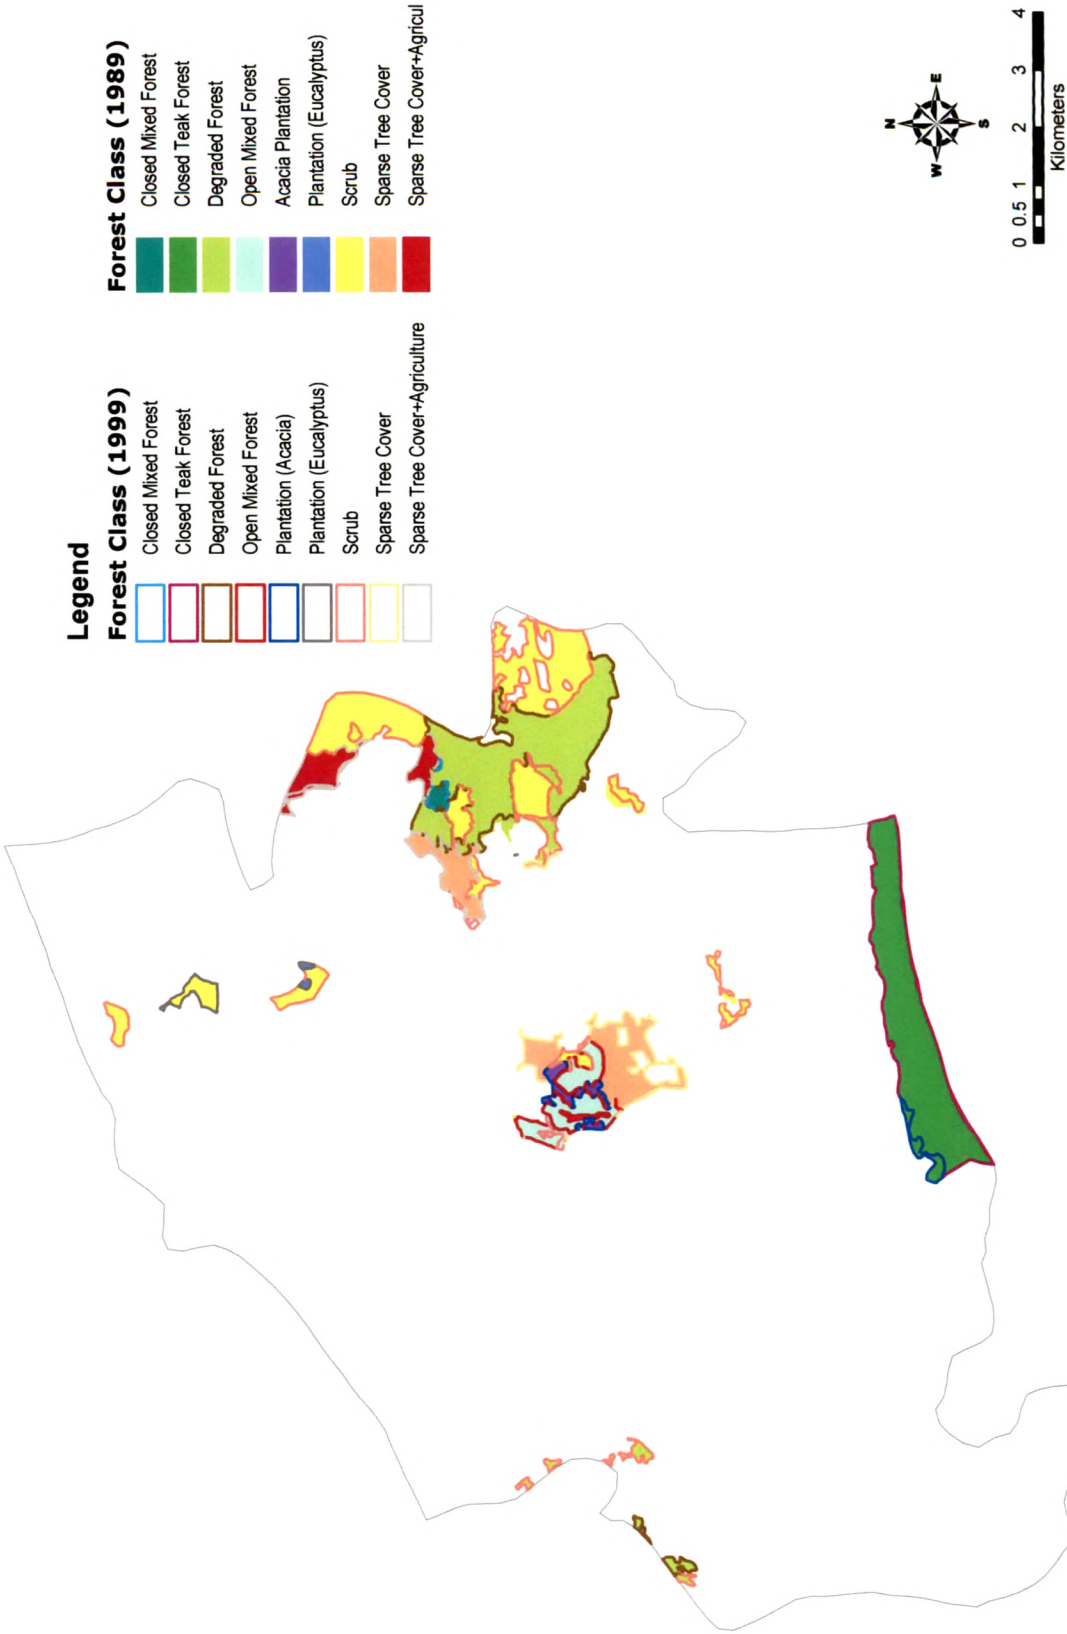 Legend
Forest Class (1999)
Closed Mixed Forest
Closed Teak Forest
Degraded Forest
Open Mixed Forest
Plantation (Acacia)
Plantation (Eucalyptus)
Scrub
Sparse Tree Cover
Sparse Tree Cover+Agriculture
Forest Class (1989)
Closed Mixed Forest
Closed Teak Forest
Degraded Forest
Open Mixed Forest
Acacia Plantation
Plantation (Eucalyptus)
Scrub
Sparse Tree Cover
Sparse Tree Cover+Agricul
N
W E
S
0 0.5 1 2 3 4
Kilometers